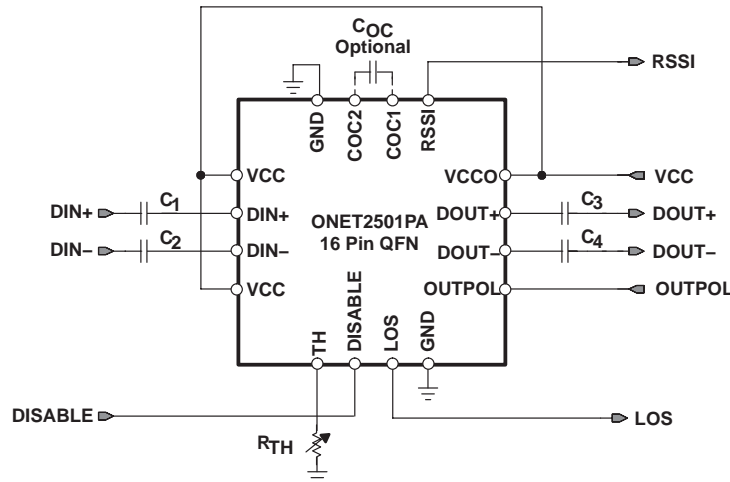 COC
Optional
RSSI
GND
COC2
COC1
RSSI
VCC
VCCO
VCC
DIN+
C1
DIN+
ONET2501PA
16 Pin QFN
DOUT+
C3
DOUT+
DIN−
C2
DIN−
DOUT−
C4
DOUT−
VCC
OUTPOL
OUTPOL
TH
DISABLE
LOS
GND
DISABLE
LOS
RTH